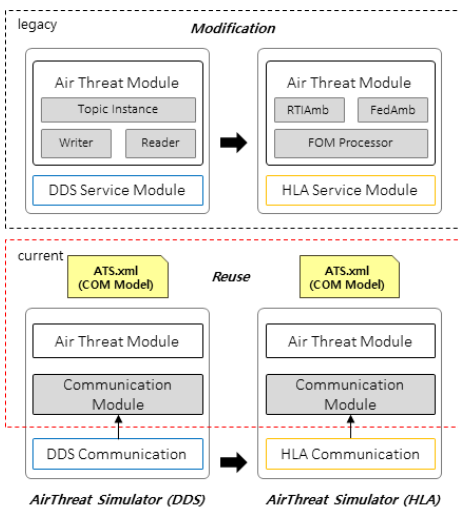 legacy
Modification
Air Threat Module
Topic Instance
Writer
Reader
DDS Service Module
Air Threat Module
RTIAmb
FedAmb
FOM Processor
HLA Service Module
current
ATS.xml
(COM Model)
Reuse
ATS.xml
(COM Model)
Air Threat Module
Communication
Module
DDS Communication
Air Threat Module
Communication
Module
HLA Communication
AirThreat Simulator (DDS)
AirThreat Simulator (HLA)